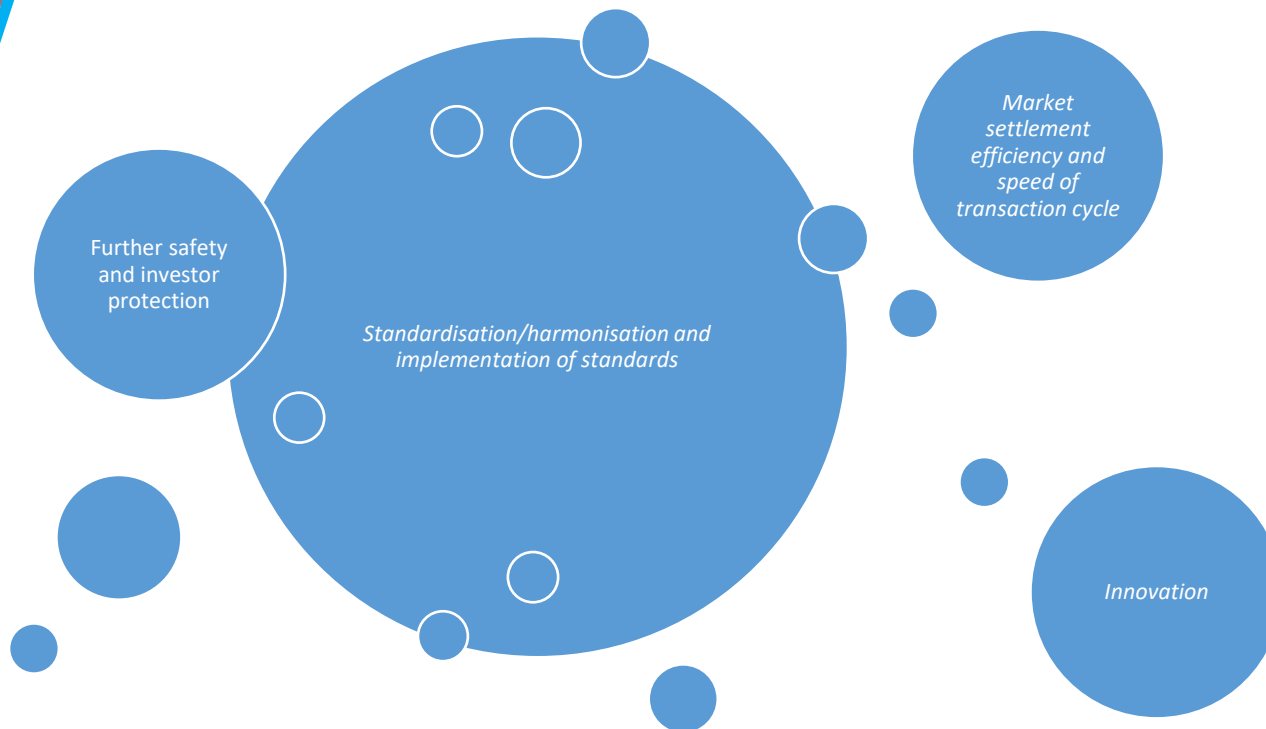 Market
settlement
efficiency and
speed of
transaction cycle
Further safety
and investor
protection
Standardisation/harmonisation and
implementation of standards
Innovation